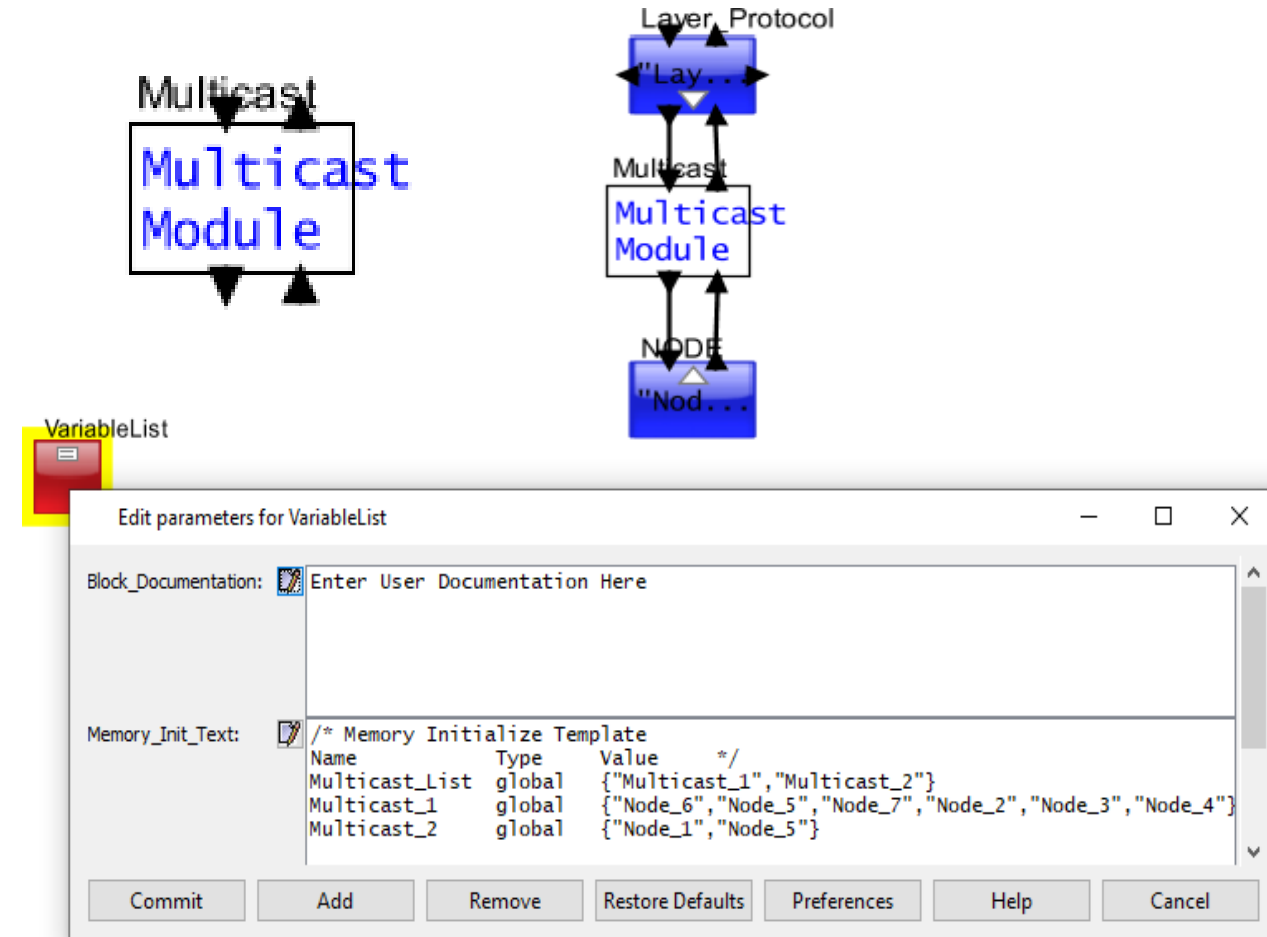 Layer_Protocol
"Lay...
Multicast
Multicast
Module
Multicast
Multicast
Module
NODE
"Nod...
VariableList
Edit parameters for VariableList
Block_Documentation:
Enter User Documentation Here
Memory_Init_Text:
/* Memory Initialize Template
Name Type Value */
Multicast_List global {"Multicast_1","Multicast_2"}
Multicast_1 global {"Node_6","Node_5","Node_7","Node_2","Node_3","Node_4"}
Multicast_2 global {"Node_1","Node_5"}
Commit Add Remove Restore Defaults Preferences Help Cancel